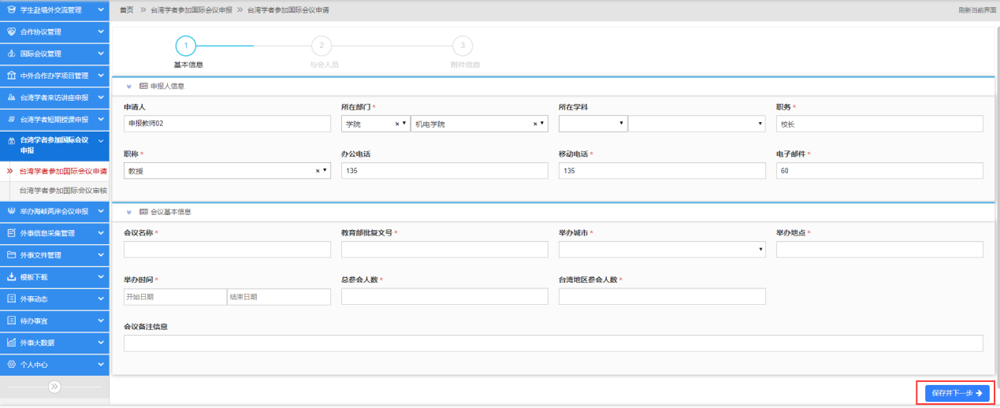 学生赴境外交流管理
合作协议管理
国际会议管理
中外合作办学项目管理
台湾学者来访讲座申报
台湾学者短期授课申报
台湾学者参加国际会议
申报
台湾学者参加国际会议申请
台湾学者参加国际会议审核
举办海峡两岸会议申报
外事信息采集管理
外事文件管理
模板下载
外事动态
待办事宜
外事大数据
个人中心
首页 » 台湾学者参加国际会议申报 » 台湾学者参加国际会议申请
刷新当前界面
1 2 3
基本信息 与会人员 附件信息
申报人信息
申请人 所在部门 * 所在学科 职务 *
申报教师02 学院 × ▼ 机电学院 × ▼ ▼ ▼ 校长
职称 * 办公电话 移动电话 * 电子邮件 *
教授 × ▼ 135 135 60
会议基本信息
会议名称 * 教育部批复文号 * 举办城市 * 举办地点 *
举办时间 * 总参会人数 * 台湾地区参会人数 *
开始日期 结束日期
会议备注信息
保存并下一步